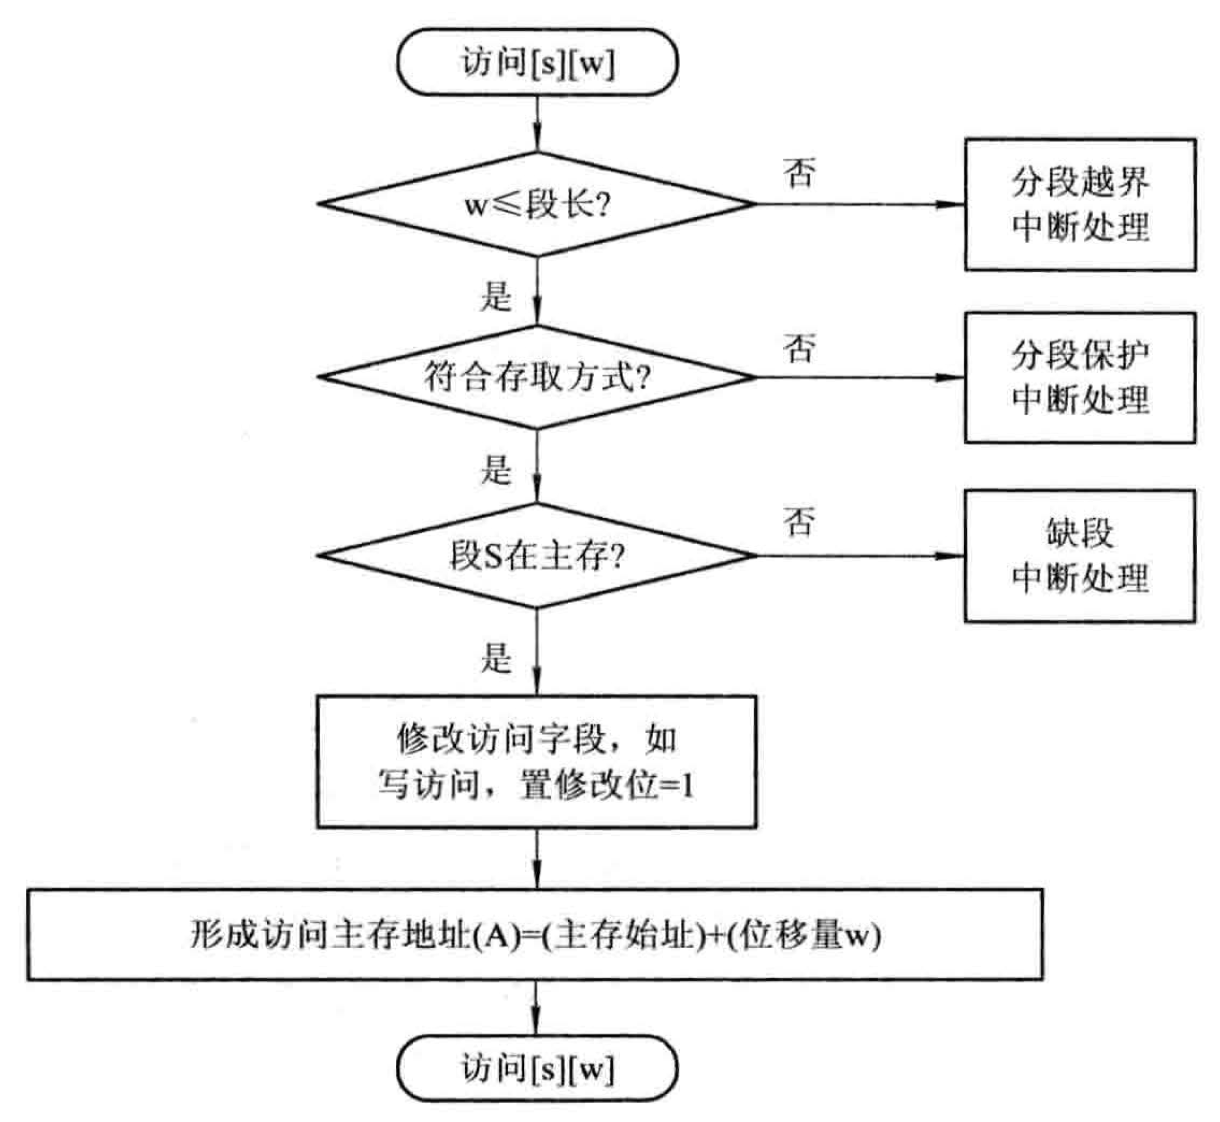 访问[s][w]
w≤段长?
否
分段越界
中断处理
是
符合存取方式?
否
分段保护
中断处理
是
段S在主存?
否
缺段
中断处理
是
修改访问字段，如
写访问，置修改位=1
形成访问主存地址(A)=(主存始址)+(位移量w)
访问[s][w]